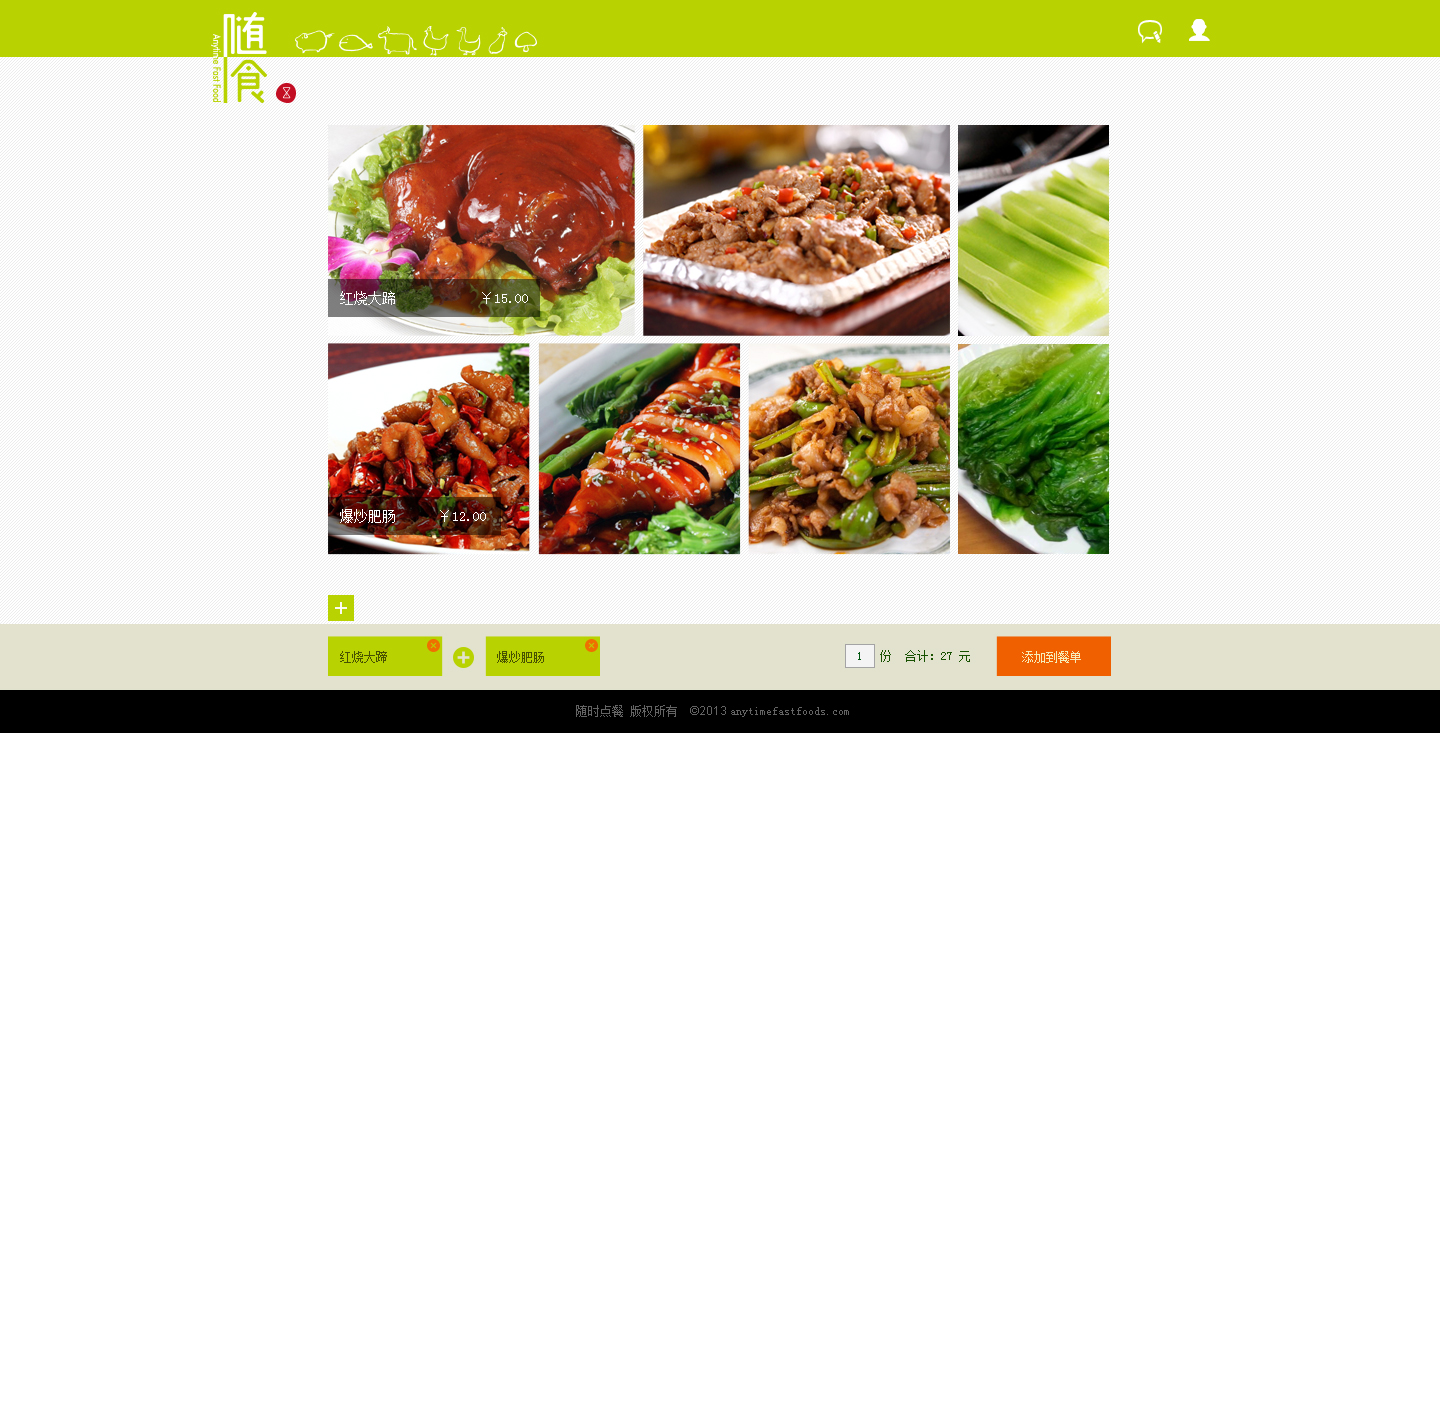 随食
Anytime Fast Food
红烧大蹄 ￥15.00
爆炒肥肠 ￥12.00
红烧大蹄 爆炒肥肠 1 份 合计: 27 元 添加到餐单
随时点餐 版权所有 ©2013 anytimefastfoods.com